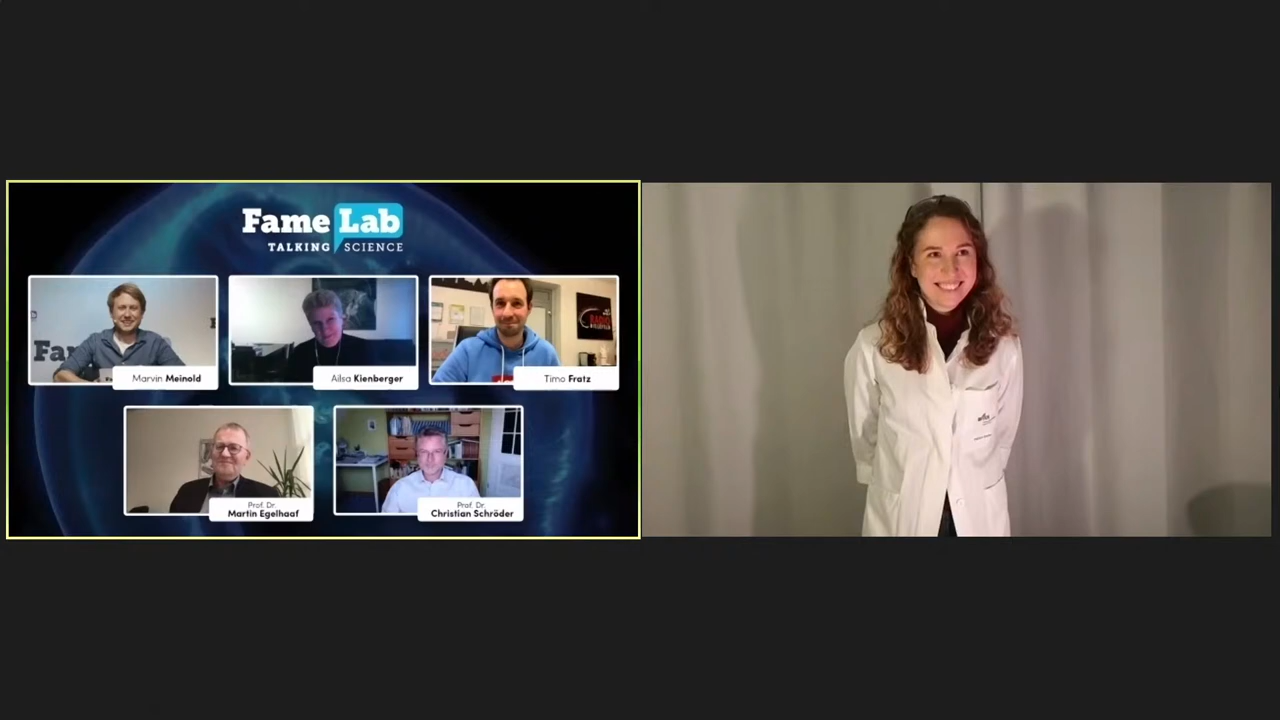 Fame Lab
TALKING SCIENCE
Marvin Meinold
Ailsa Kienberger
Timo Fratz
Prof. Dr.
Martin Egelhaaf
Prof. Dr.
Christian Schröder